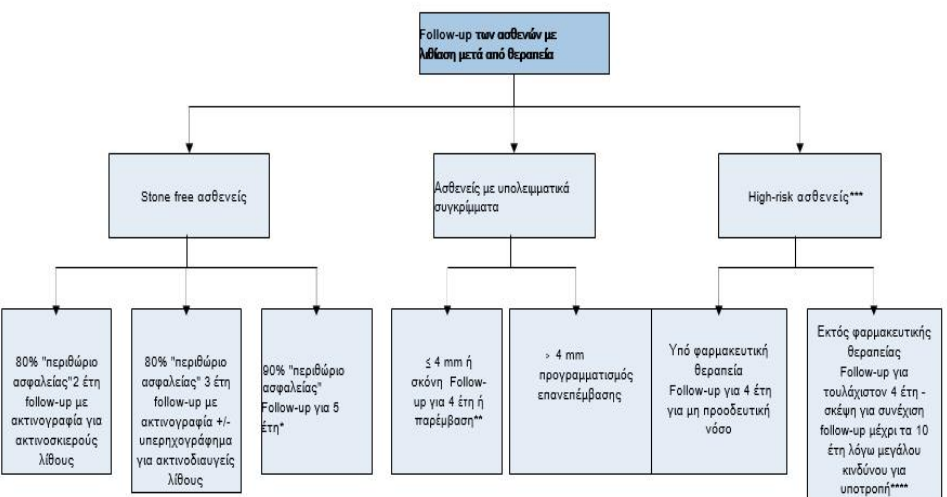 Follow-up των ασθενών με
λιθίαση μετά από θεραπεία
Stone free ασθενείς
Ασθενείς με υπολειμματικά
συγκρίμματα
High-risk ασθενείς***
80% "περιθώριο
ασφαλείας"2 έτη
follow-up με
ακτινογραφία για
ακτινοσκιερούς
λίθους
80% "περιθώριο
ασφαλείας" 3 έτη
follow-up με
ακτινογραφία +/-
υπερηχογράφημα
για ακτινοδιαυγείς
λίθους
90% "περιθώριο
ασφαλείας"
Follow-up για 5
έτη*
≤ 4 mm ή
σκόνη Follow-
up για 4 έτη ή
παρέμβαση**
> 4 mm
προγραμματισμός
επανεπέμβασης
Υπό φαρμακευτική
θεραπεία
Follow-up για 4 έτη
για μη προοδευτική
νόσο
Εκτός φαρμακευτικής
θεραπείας
Follow-up για
τουλάχιστον 4 έτη -
σκέψη για συνέχιση
follow-up μέχρι τα 10
έτη λόγω μεγάλου
κινδύνου για
υποτροπή****